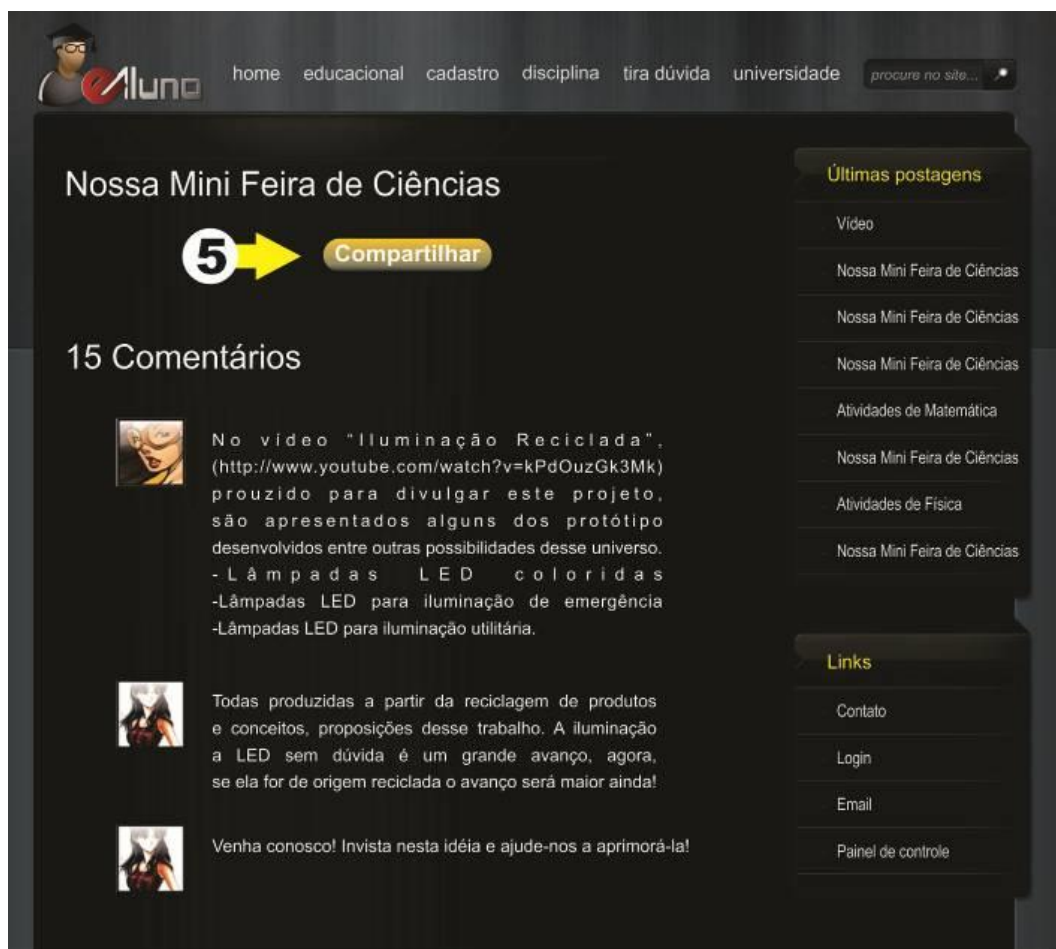 eAluno
home educacional cadastro disciplina tira dúvida universidade procure no site...
Nossa Mini Feira de Ciências
5 Compartilhar
15 Comentários
No vídeo “Iluminação Reciclada”,
(http://www.youtube.com/watch?v=kPdOuzGk3Mk)
prouzido para divulgar este projeto,
são apresentados alguns dos protótipo
desenvolvidos entre outras possibilidades desse universo.
-Lâmpadas LED coloridas
-Lâmpadas LED para iluminação de emergência
-Lâmpadas LED para iluminação utilitária.
Todas produzidas a partir da reciclagem de produtos
e conceitos, proposições desse trabalho. A iluminação
a LED sem dúvida é um grande avanço, agora,
se ela for de origem reciclada o avanço será maior ainda!
Venha conosco! Invista nesta idéia e ajude-nos a aprimorá-la!
Últimas postagens
Vídeo
Nossa Mini Feira de Ciências
Nossa Mini Feira de Ciências
Nossa Mini Feira de Ciências
Atividades de Matemática
Nossa Mini Feira de Ciências
Atividades de Física
Nossa Mini Feira de Ciências
Links
Contato
Login
Email
Painel de controle